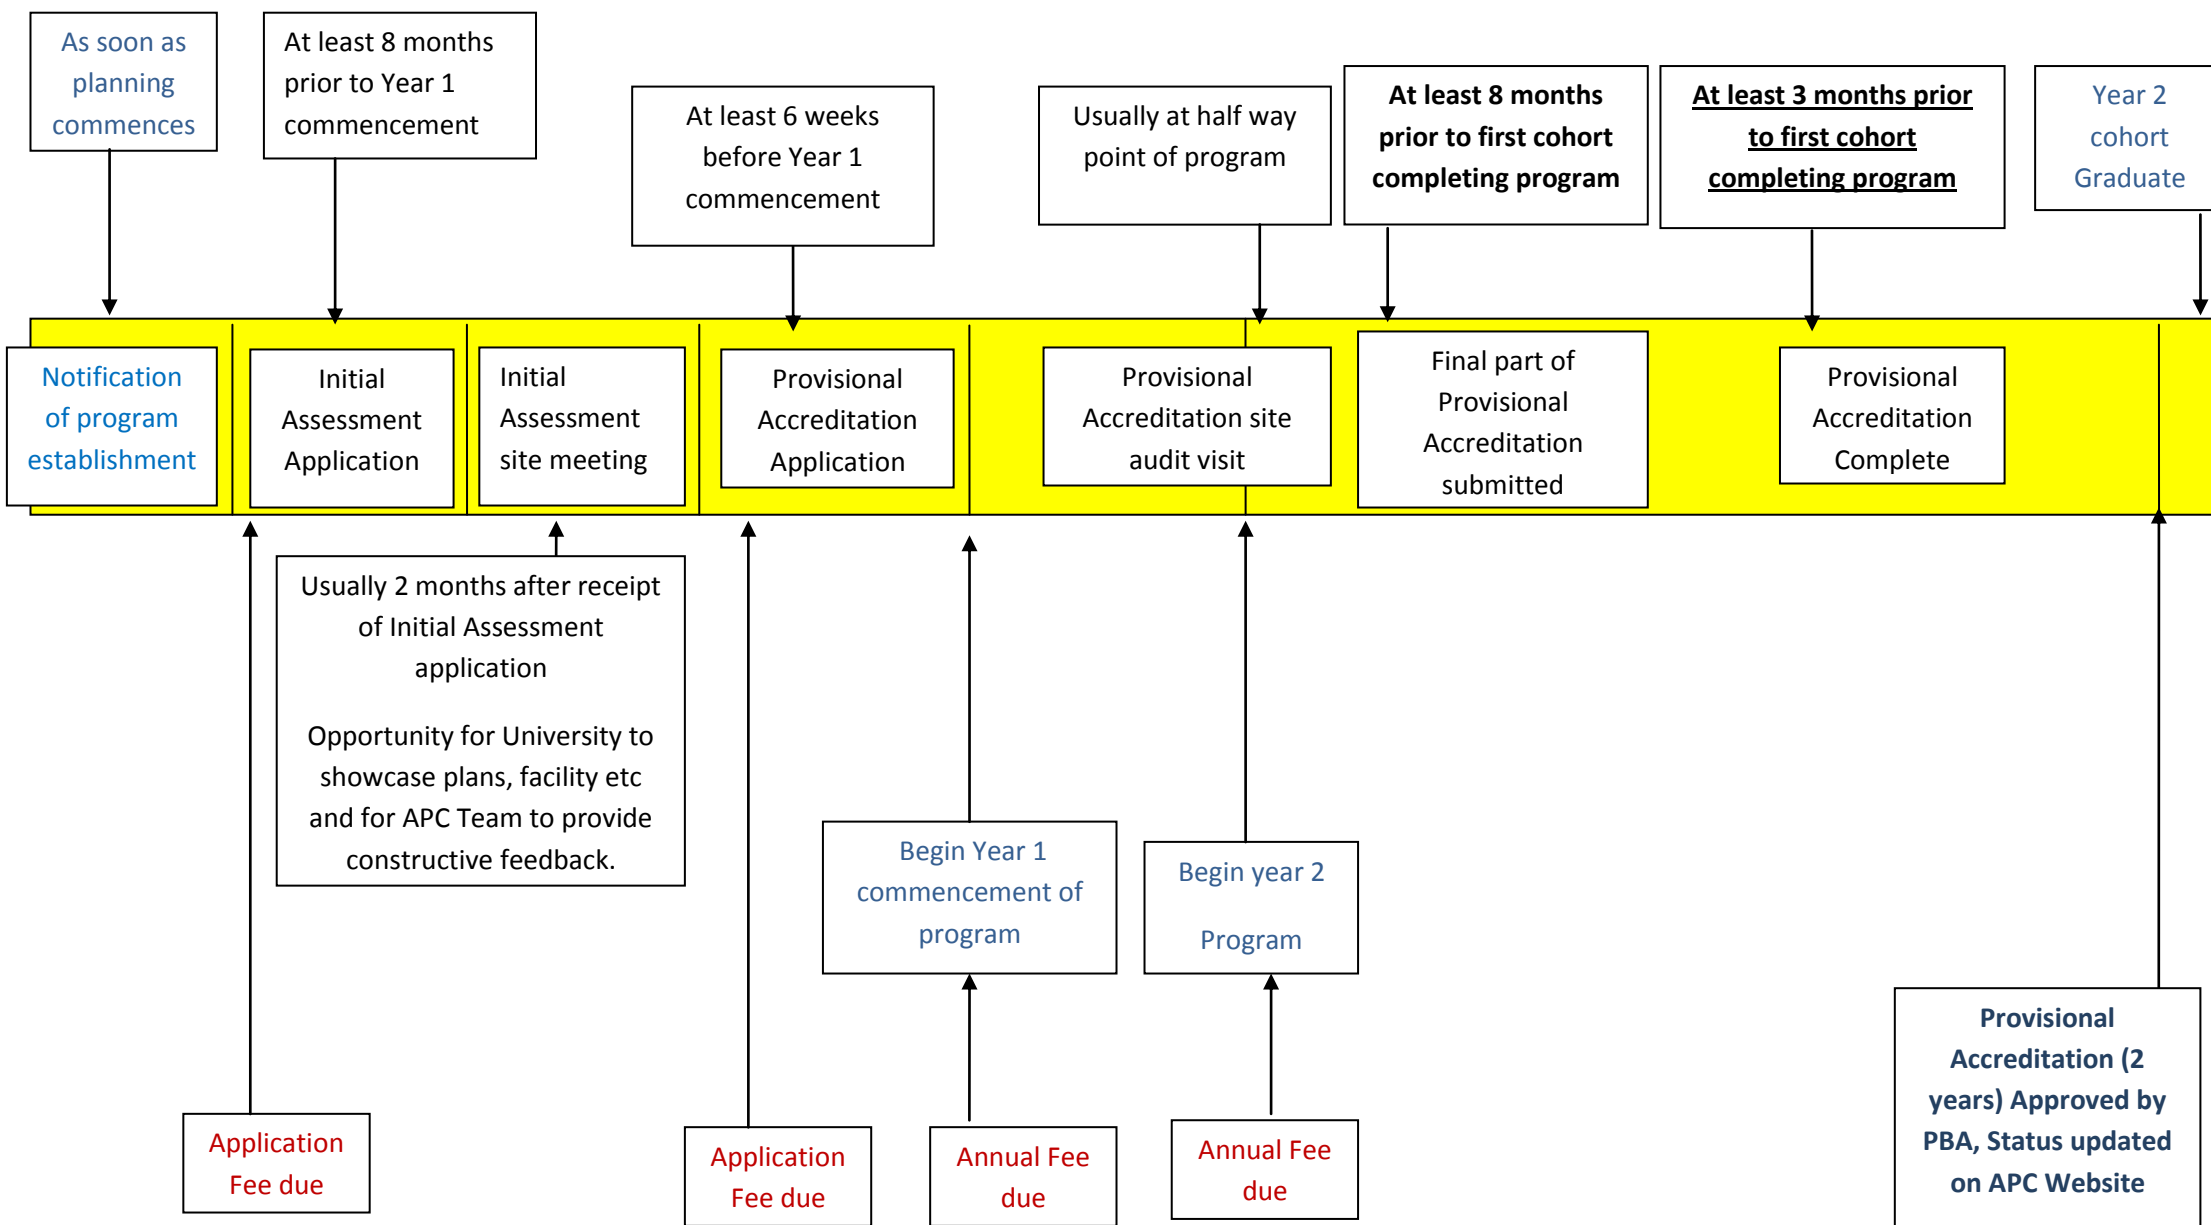 As soon as
planning
commences
At least 8 months
prior to Year 1
commencement
At least 6 weeks
before Year 1
commencement
Usually at half way
point of program
At least 8 months
prior to first cohort
completing program
At least 3 months prior
to first cohort
completing program
Year 2
cohort
Graduate
Notification
of program
establishment
Initial
Assessment
Application
Initial
Assessment
site meeting
Provisional
Accreditation
Application
Provisional
Accreditation site
audit visit
Final part of
Provisional
Accreditation
submitted
Provisional
Accreditation
Complete
Usually 2 months after receipt
of Initial Assessment
application
Opportunity for University to
showcase plans, facility etc
and for APC Team to provide
constructive feedback.
Begin Year 1
commencement of
program
Begin year 2
Program
Application
Fee due
Application
Fee due
Annual Fee
due
Annual Fee
due
Provisional
Accreditation (2
years) Approved by
PBA, Status updated
on APC Website